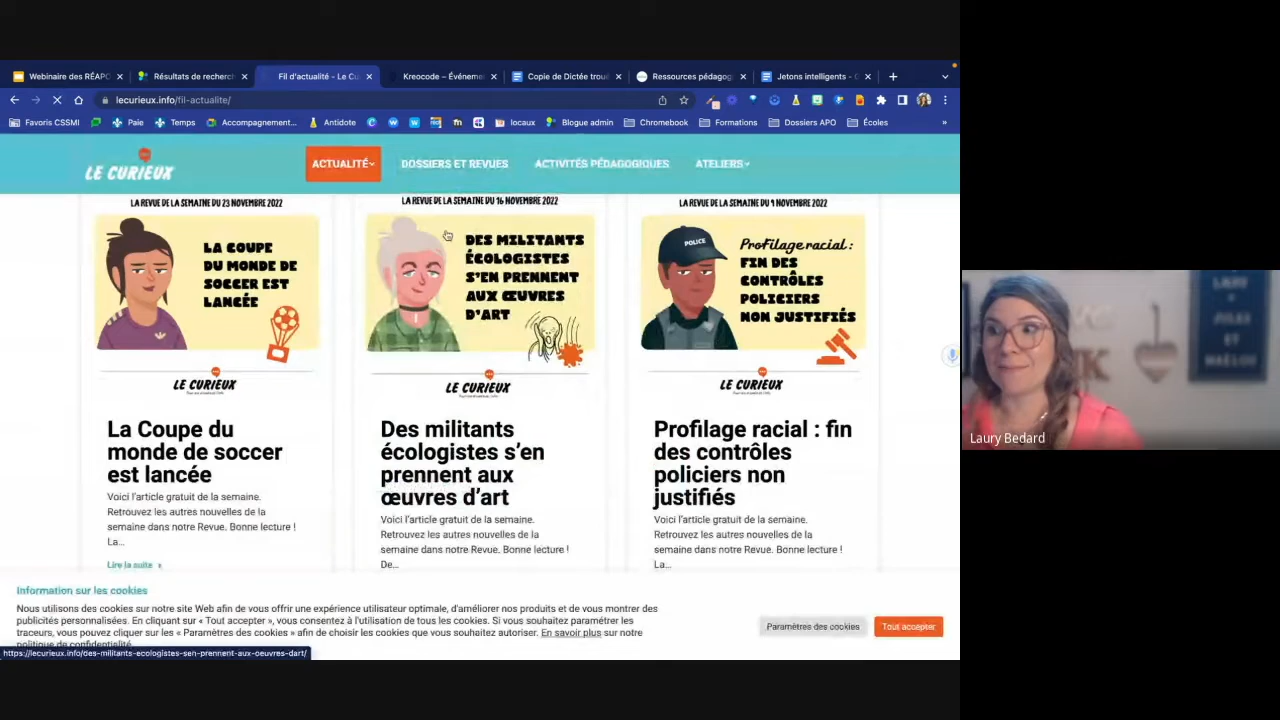 Webinaire des RÉAPO
Résultats de recherch
Fil d'actualité - Le Cu
Kreocode – Événeme
Copie de Dictée troué
Ressources pédagog
Jetons intelligents -
lecurieux.info/fil-actualite/
Favoris CSSMI
Paie
Temps
Accompagnement...
Antidote
locaux
Blogue admin
Chromebook
Formations
Dossiers APO
Écoles
»
LE CURIEUX
ACTUALITÉ
DOSSIERS ET REVUES
ACTIVITÉS PÉDAGOGIQUES
ATELIERS
LA REVUE DE LA SEMAINE DU 23 NOVEMBRE 2022
LA COUPE
DU MONDE DE
SOCCER EST
LANCÉE
LE CURIEUX
La Coupe du
monde de soccer
est lancée
Voici l'article gratuit de la semaine.
Retrouvez les autres nouvelles de la
semaine dans notre Revue. Bonne lecture !
La...
Lire la suite »
LA REVUE DE LA SEMAINE DU 16 NOVEMBRE 2022
DES MILITANTS
ÉCOLOGISTES
S'EN PRENNENT
AUX ŒUVRES
D'ART
LE CURIEUX
Des militants
écologistes s'en
prennent aux
œuvres d'art
Voici l'article gratuit de la semaine.
Retrouvez les autres nouvelles de la
semaine dans notre Revue. Bonne lecture !
De...
LA REVUE DE LA SEMAINE DU 9 NOVEMBRE 2022
POLICE
Profilage racial :
FIN DES
CONTRÔLES
POLICIERS
NON JUSTIFIÉS
LE CURIEUX
Profilage racial : fin
des contrôles
policiers non
justifiés
Voici l'article gratuit de la semaine.
Retrouvez les autres nouvelles de la
semaine dans notre Revue. Bonne lecture !
La...
Information sur les cookies
Nous utilisons des cookies sur notre site Web afin de vous offrir une expérience utilisateur optimale, d'améliorer nos produits et de vous montrer des
publicités personnalisées. En cliquant sur « Tout accepter », vous consentez à l'utilisation de tous les cookies. Si vous souhaitez paramétrer les
traceurs, vous pouvez cliquer sur les « Paramètres des cookies » afin de choisir les cookies que vous souhaitez autoriser. En savoir plus sur notre
politique de confidentialité.
Paramètres des cookies
Tout accepter
https://lecurieux.info/des-militants-ecologistes-sen-prennent-aux-oeuvres-dart/
JULES
ET
MAÉLOU
Laury Bedard